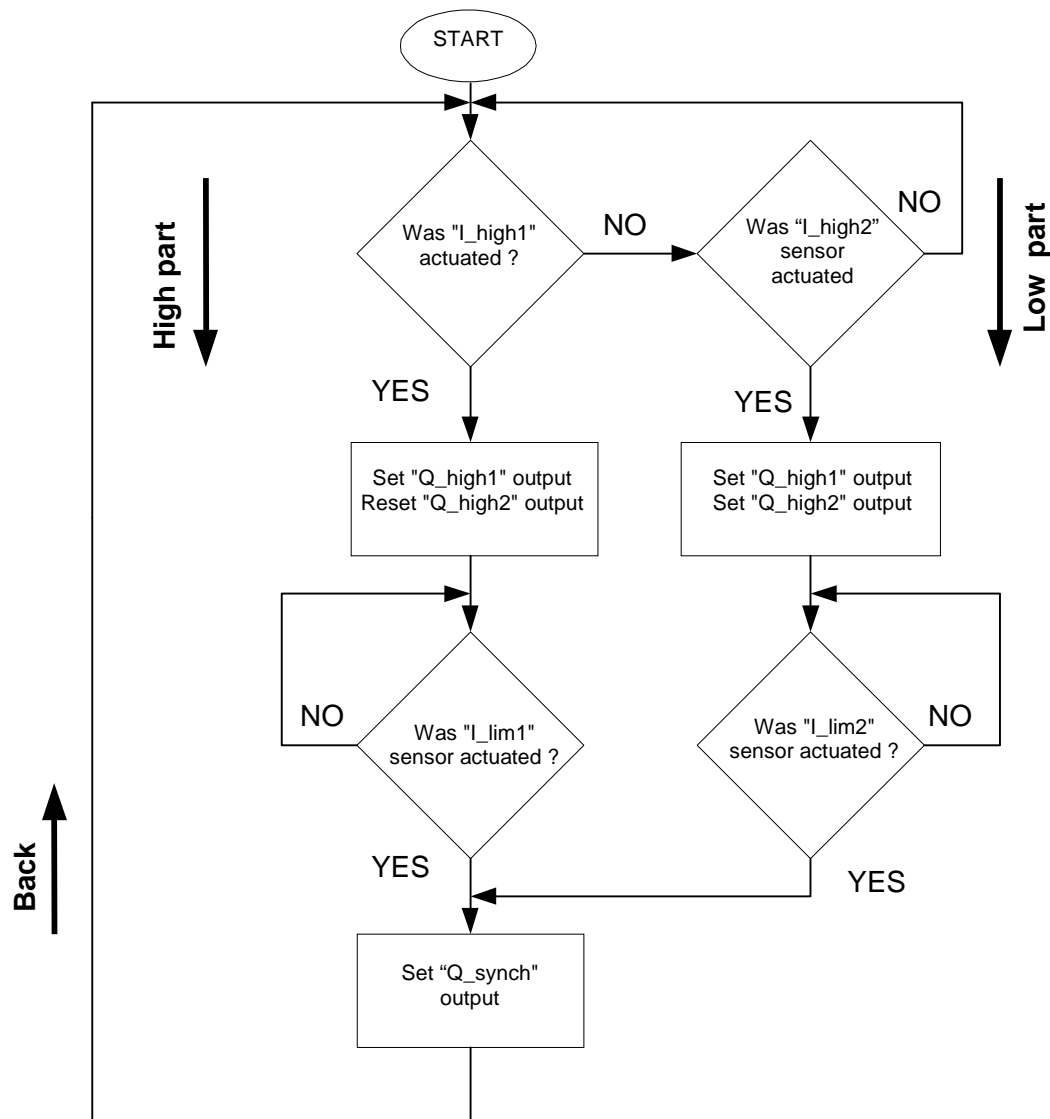 START
Was "I_high1"
actuated ?
NO
Was “I_high2”
sensor
actuated
NO
High part
Low part
YES
YES
Set "Q_high1" output
Reset "Q_high2" output
Set "Q_high1" output
Set "Q_high2" output
NO
Was "I_lim1"
sensor actuated ?
Was "I_lim2"
sensor actuated ?
NO
Back
YES
YES
Set “Q_synch"
output